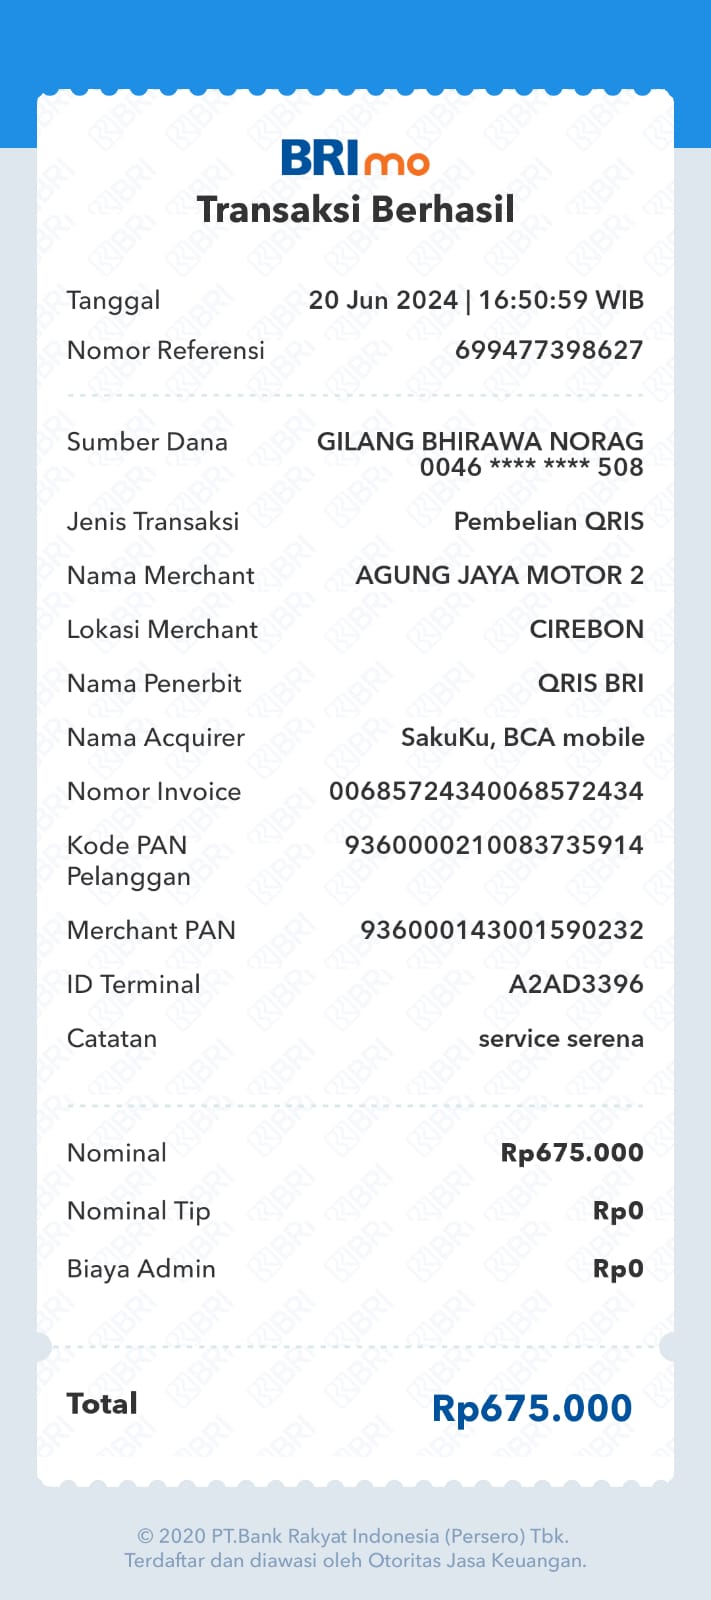 BRImo
Transaksi Berhasil
Tanggal 20 Jun 2024 | 16:50:59 WIB
Nomor Referensi 699477398627
Sumber Dana GILANG BHIRAWA NORAG
0046 **** **** 508
Jenis Transaksi Pembelian QRIS
Nama Merchant AGUNG JAYA MOTOR 2
Lokasi Merchant CIREBON
Nama Penerbit QRIS BRI
Nama Acquirer SakuKu, BCA mobile
Nomor Invoice 00685724340068572434
Kode PAN 9360000210083735914
Pelanggan
Merchant PAN 936000143001590232
ID Terminal A2AD3396
Catatan service serena
Nominal Rp675.000
Nominal Tip Rp0
Biaya Admin Rp0
Total Rp675.000
© 2020 PT.Bank Rakyat Indonesia (Persero) Tbk.
Terdaftar dan diawasi oleh Otoritas Jasa Keuangan.